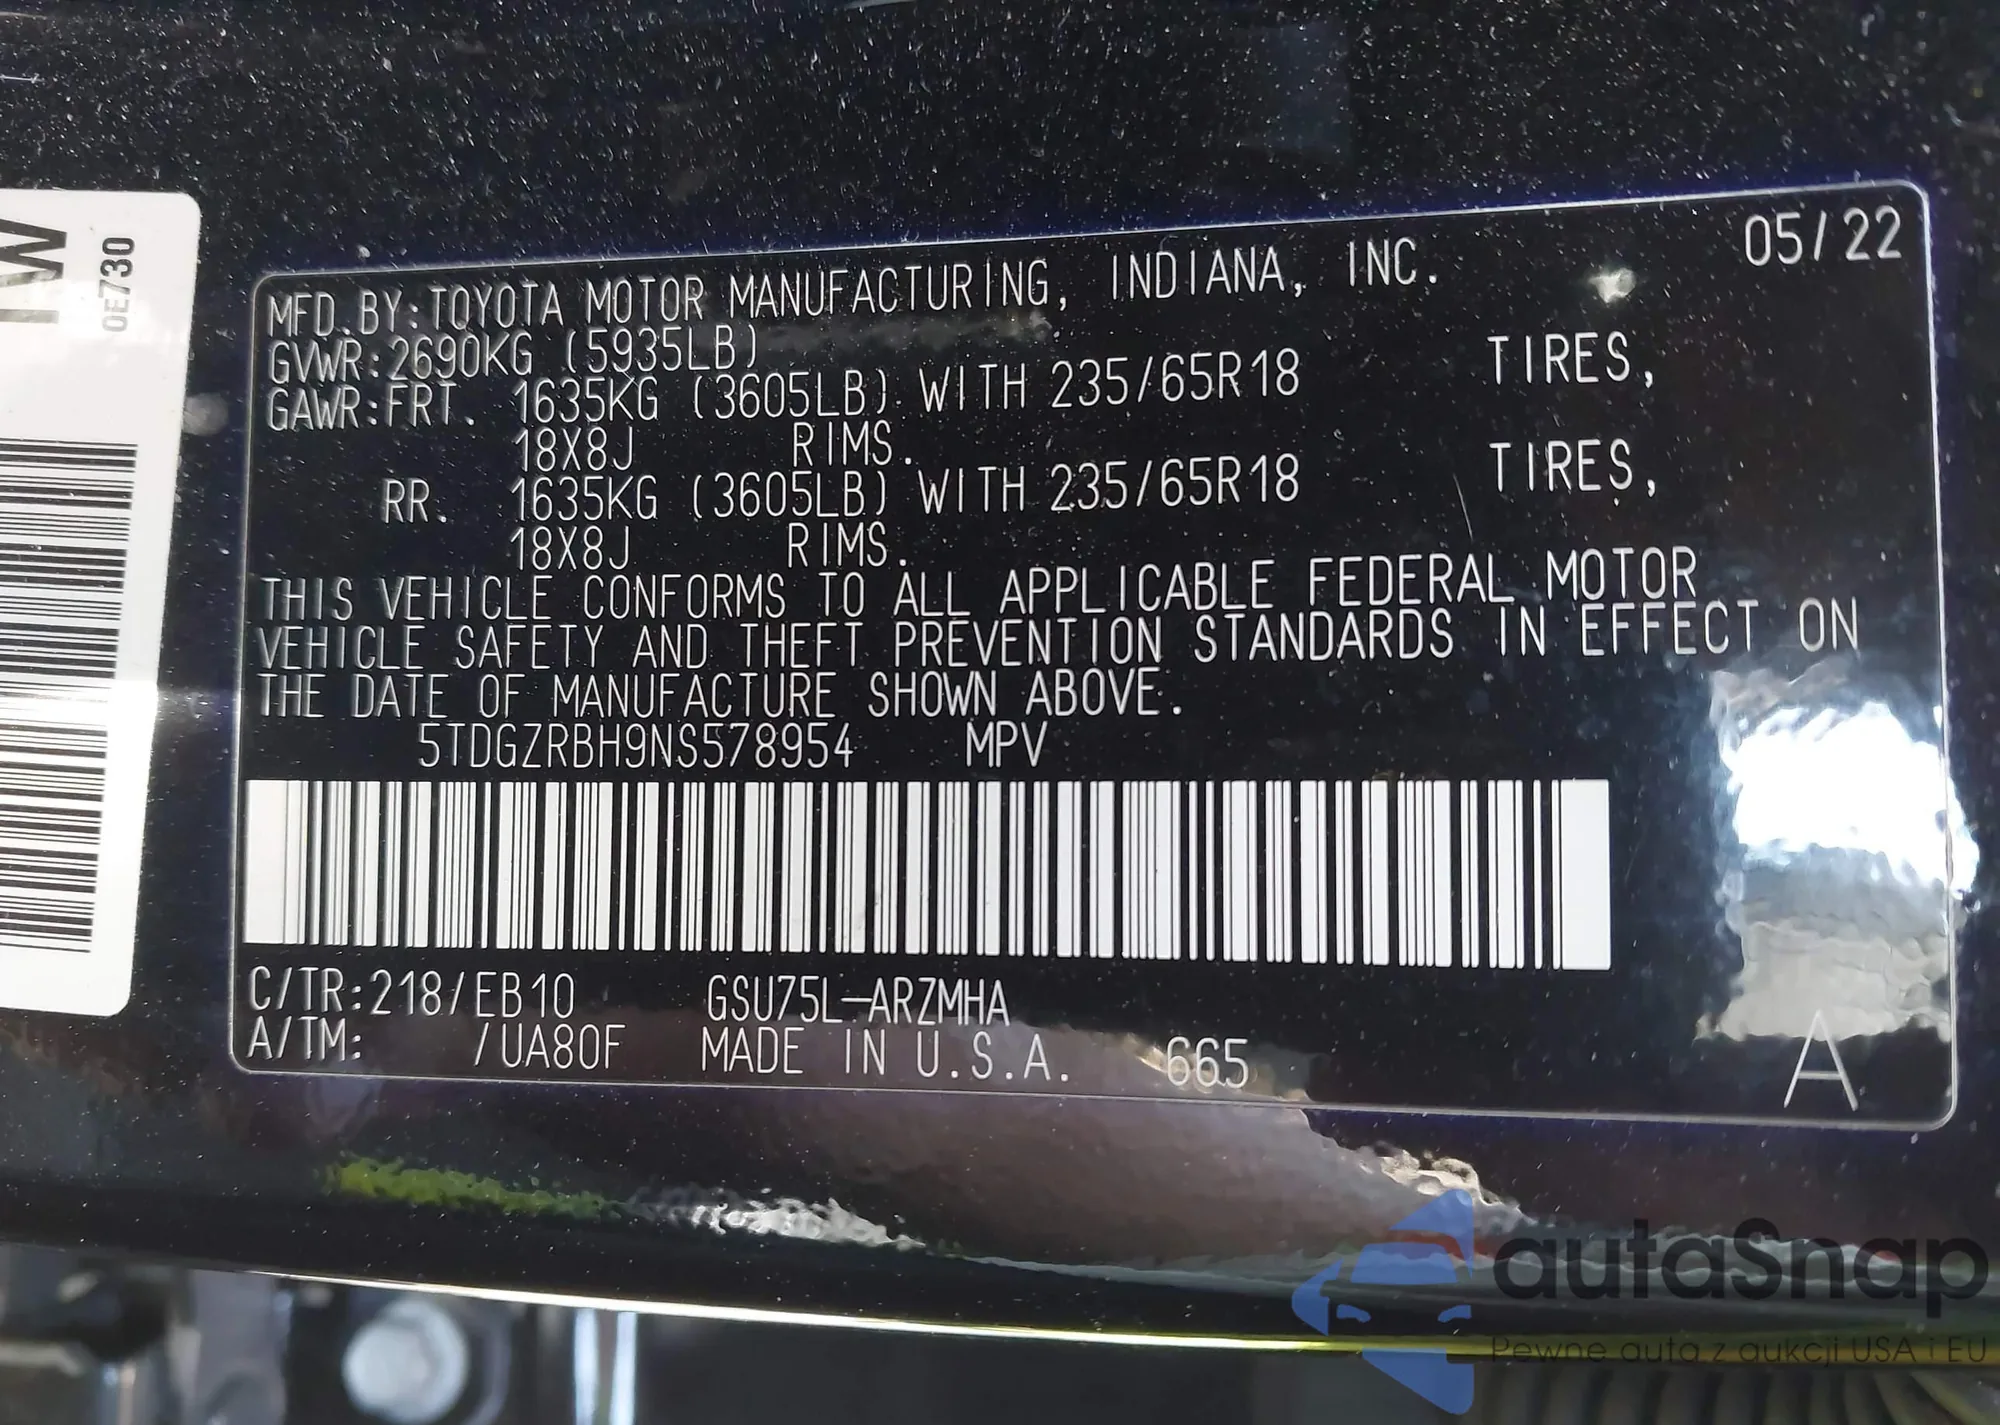 W
0E730
05/22
MFD.BY:TOYOTA MOTOR MANUFACTURING, INDIANA, INC.
GVWR:2690KG (5935LB)
GAWR:FRT. 1635KG (3605LB) WITH 235/65R18 TIRES,
18X8J RIMS.
RR. 1635KG (3605LB) WITH 235/65R18 TIRES,
18X8J RIMS.
THIS VEHICLE CONFORMS TO ALL APPLICABLE FEDERAL MOTOR
VEHICLE SAFETY AND THEFT PREVENTION STANDARDS IN EFFECT ON
THE DATE OF MANUFACTURE SHOWN ABOVE.
5TDGZRBH9NS578954 MPV
C/TR:218/EB10 GSU75L-ARZMHA
A/TM: /UA80F MADE IN U.S.A. 665
A
autaSnap
Pewne auta z aukcji USA i EU